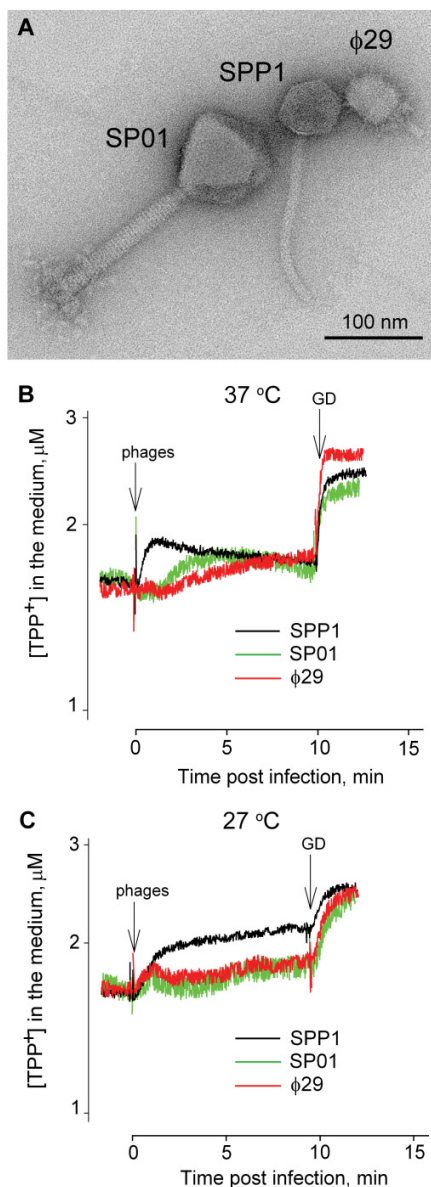 A
ϕ29
SPP1
SP01
100 nm
B
37 °C
GD
phages
[TPP⁺] in the medium, μM
3
2
1
SPP1
SP01
ϕ29
0
5
10
15
Time post infection, min
C
27 °C
GD
phages
[TPP⁺] in the medium, μM
3
2
1
SPP1
SP01
ϕ29
0
5
10
15
Time post infection, min